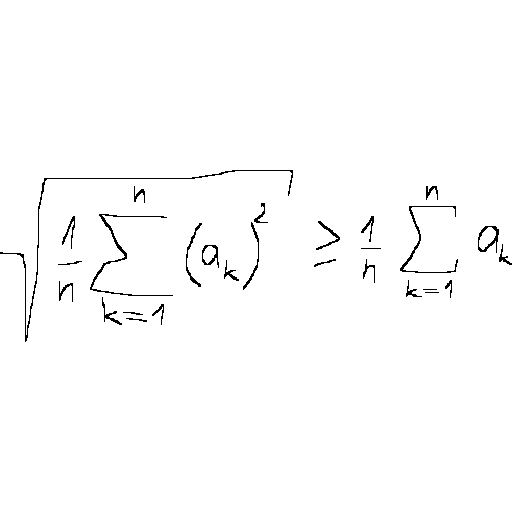 \sqrt{\frac{1}{n} \sum_{k=1}^{n} (a_k)^2} \geq \frac{1}{n} \sum_{k=1}^{n} a_k